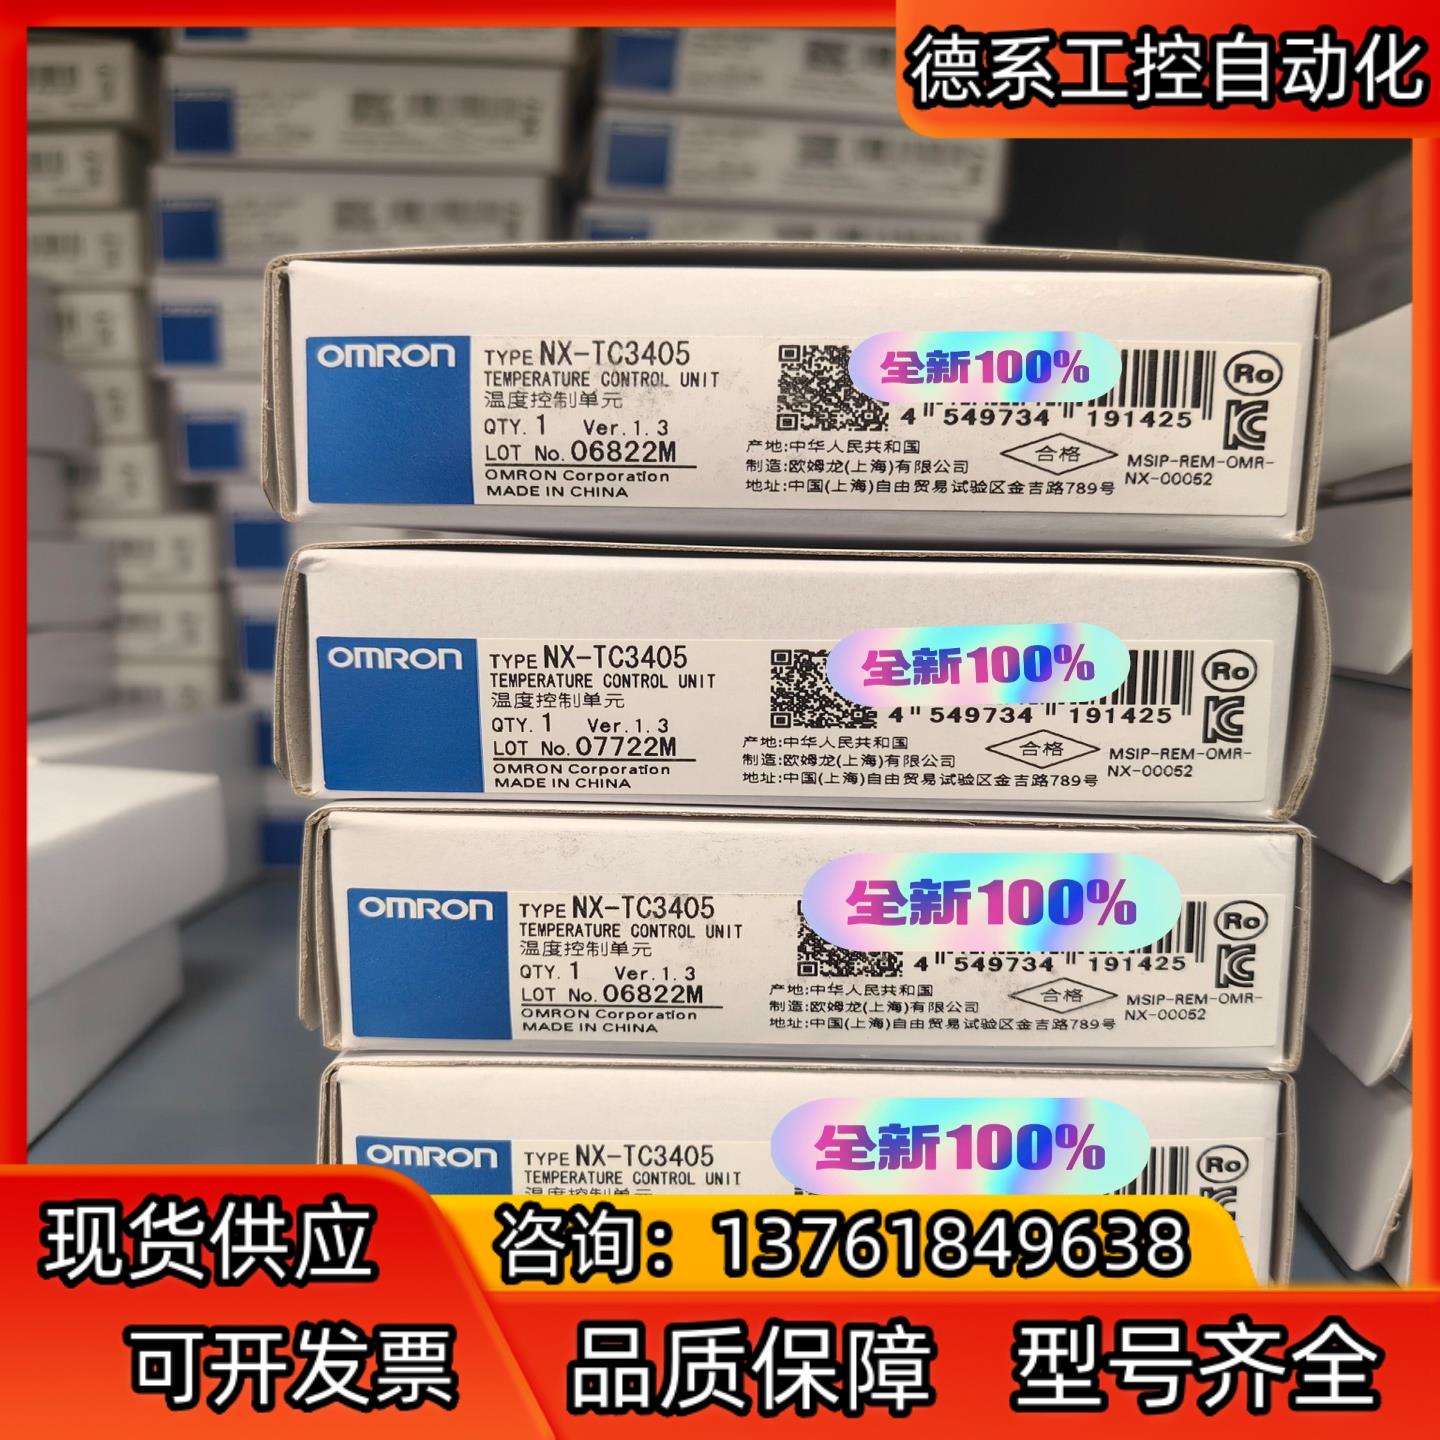 德系工控自动化
OMRON
TYPE NX-TC3405
TEMPERATURE CONTROL UNIT
温度控制单元
QTY. 1 Ver.1.3
LOT No. 06822M
OMRON Corporation
MADE IN CHINA
全新100%
4 "549734 "191425"
产地:中华人民共和国
制造:欧姆龙(上海)有限公司
地址:中国(上海)自由贸易试验区金吉路789号
合格
Ro
MSIP-REM-OMR-
NX-00052
OMRON
TYPE NX-TC3405
TEMPERATURE CONTROL UNIT
温度控制单元
QTY. 1 Ver.1.3
LOT No. 07722M
OMRON Corporation
MADE IN CHINA
全新100%
4 "549734 "191425"
产地:中华人民共和国
制造:欧姆龙(上海)有限公司
地址:中国(上海)自由贸易试验区金吉路789号
合格
Ro
MSIP-REM-OMR-
NX-00052
OMRON
TYPE NX-TC3405
TEMPERATURE CONTROL UNIT
温度控制单元
QTY. 1 Ver.1.3
LOT No. 06822M
OMRON Corporation
MADE IN CHINA
全新100%
4 "549734 "191425"
产地:中华人民共和国
制造:欧姆龙(上海)有限公司
地址:中国(上海)自由贸易试验区金吉路789号
合格
Ro
MSIP-REM-OMR-
NX-00052
OMRON
TYPE NX-TC3405
TEMPERATURE CONTROL UNIT
温度控制单元
全新100%
Ro
现货供应
咨询：13761849638
可开发票
品质保障
型号齐全